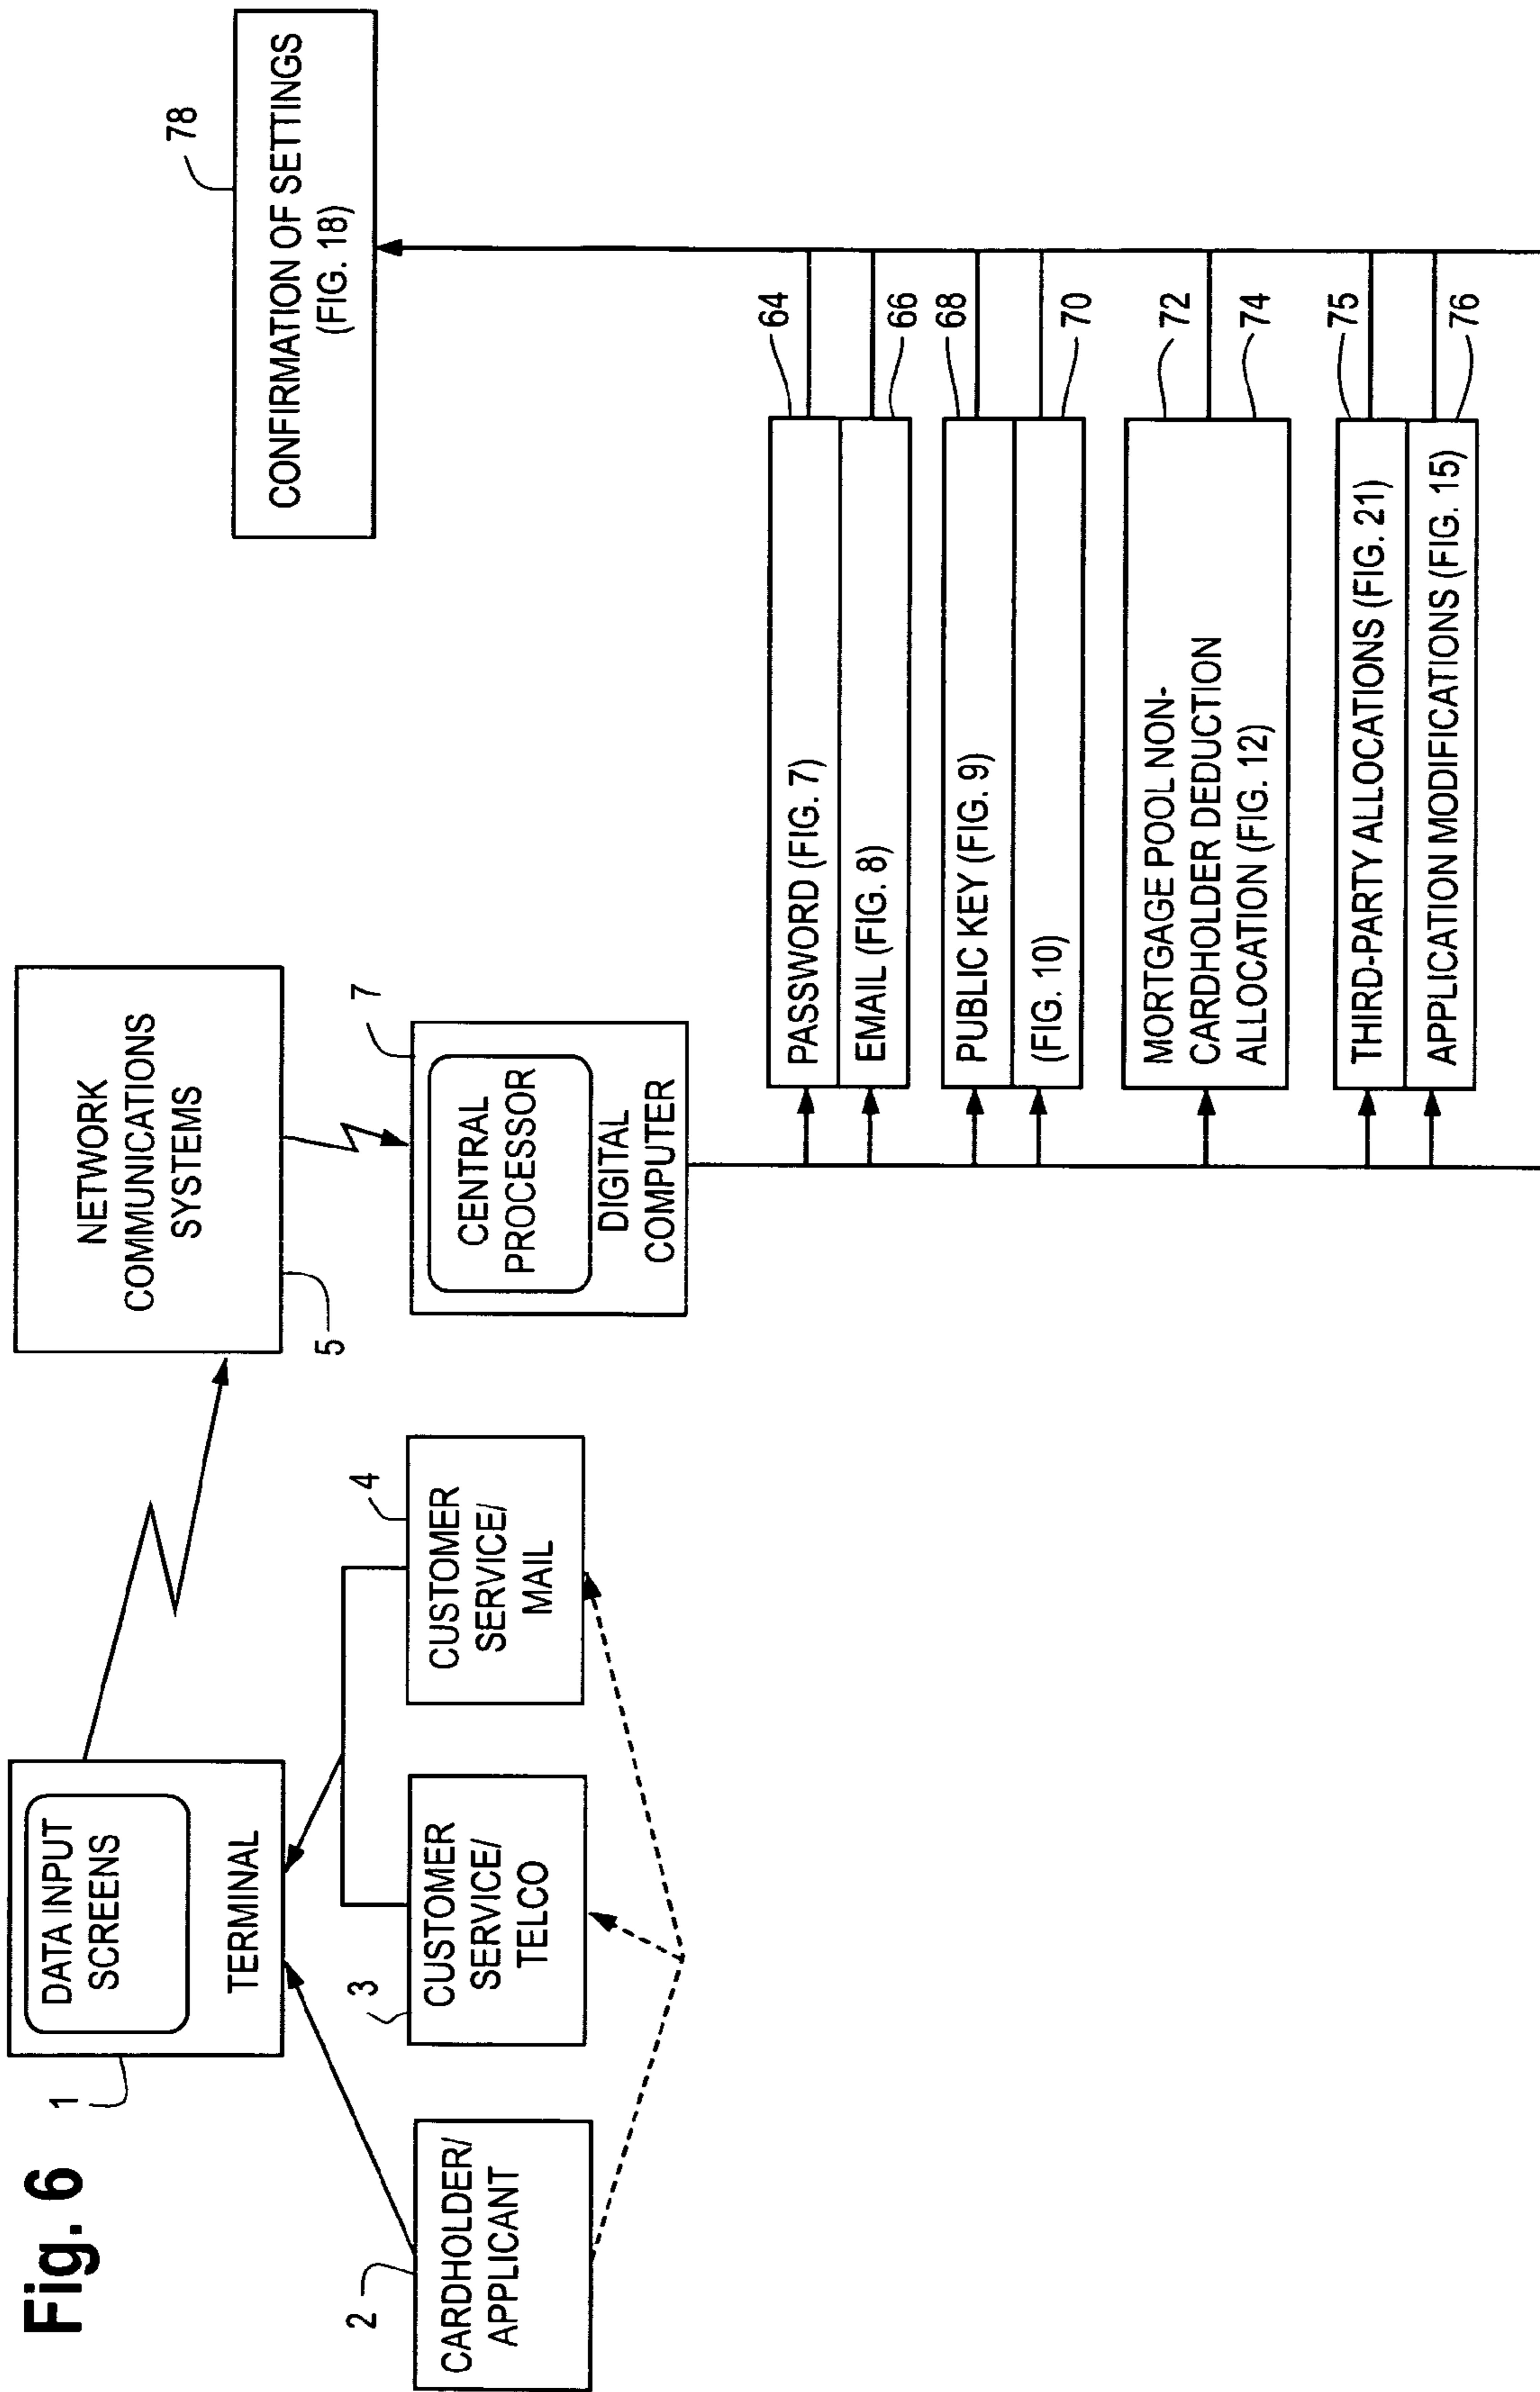 Fig. 6
1
DATA INPUT
SCREENS
TERMINAL
2
CARDHOLDER/
APPLICANT
3
CUSTOMER
SERVICE/
TELCO
4
CUSTOMER
SERVICE/
MAIL
NETWORK
COMMUNICATIONS
SYSTEMS
5
7
CENTRAL
PROCESSOR
DIGITAL
COMPUTER
PASSWORD (FIG. 7)
64
EMAIL (FIG. 8)
66
PUBLIC KEY (FIG. 9)
68
(FIG. 10)
70
MORTGAGE POOL NON-
CARDHOLDER DEDUCTION
ALLOCATION (FIG. 12)
72
74
THIRD-PARTY ALLOCATIONS (FIG. 21)
75
APPLICATION MODIFICATIONS (FIG. 15)
76
78
CONFIRMATION OF SETTINGS
(FIG. 18)